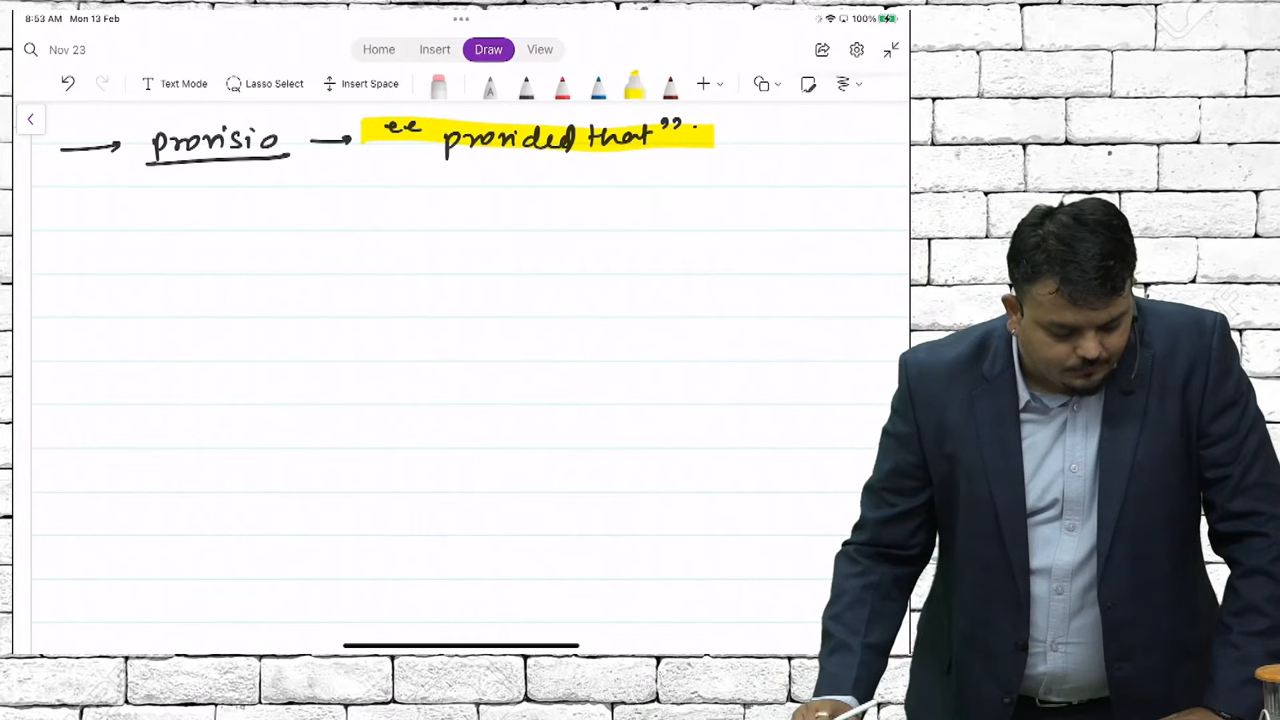 8:53 AM Mon 13 Feb
100%
Nov 23
Home Insert Draw View
Text Mode Lasso Select Insert Space
→ provisio → “ provided that ”.